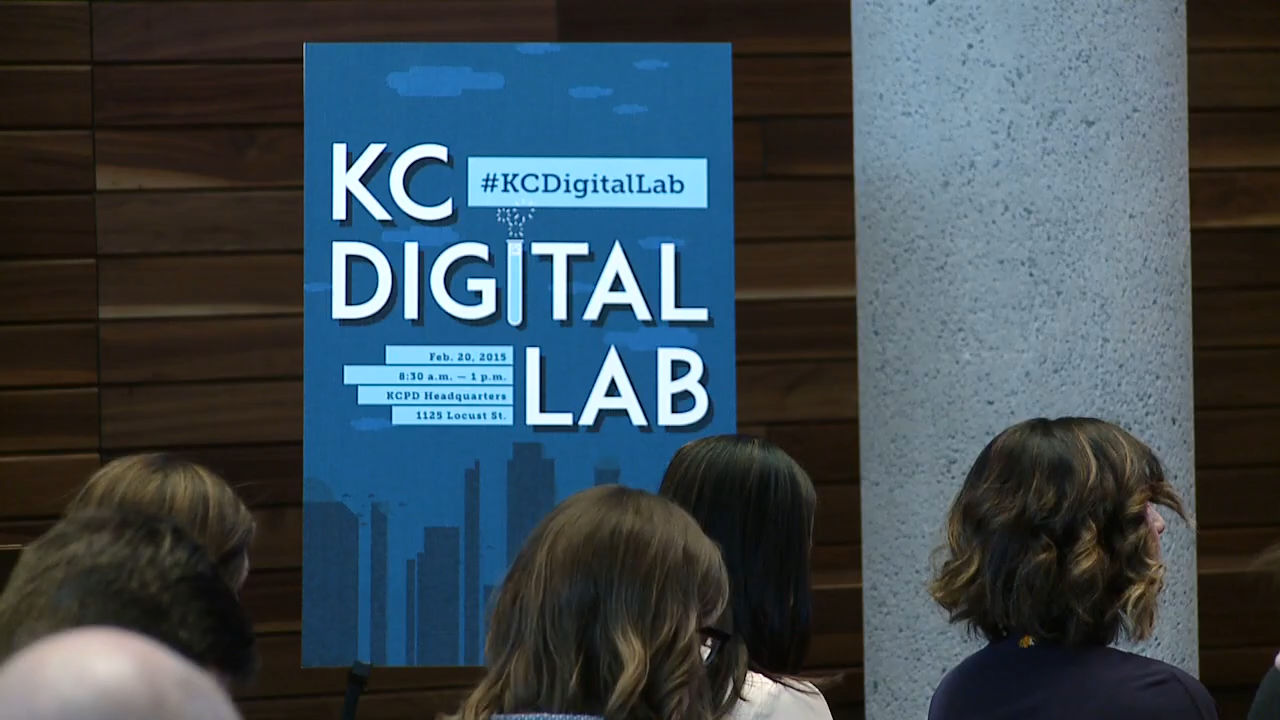 KC
#KCDigitalLab
DIGITAL
Feb. 20, 2015
8:30 a.m. — 1 p.m.
KCPD Headquarters
1125 Locust St.
LAB